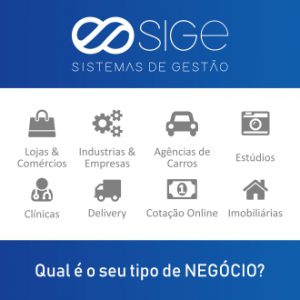 SIGE
SISTEMAS DE GESTÃO
Lojas &
Comércios
Industrias &
Empresas
Agências de
Carros
Estúdios
Clínicas
Delivery
1
Cotação Online
Imobiliárias
Qual é o seu tipo de NEGÓCIO?